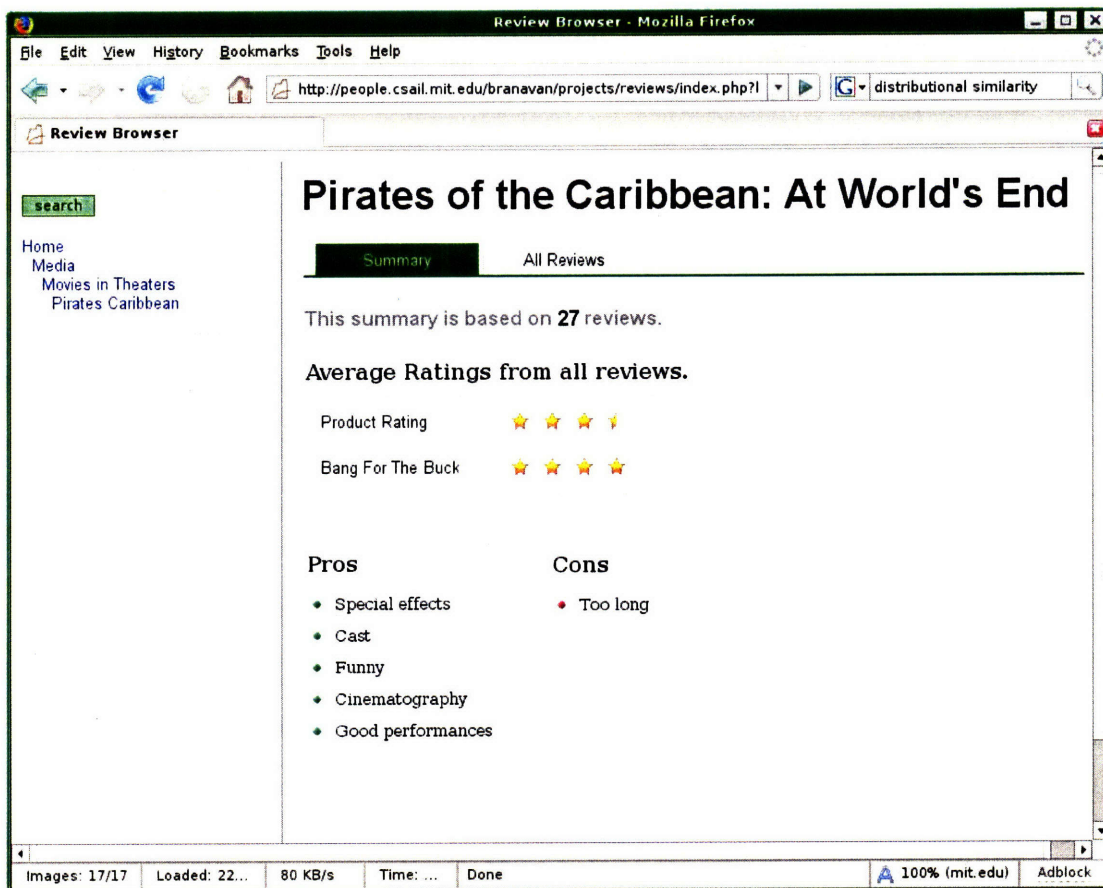 Review Browser - Mozilla Firefox
File Edit View History Bookmarks Tools Help
http://people.csail.mit.edu/branavan/projects/reviews/index.php?l G distributional similarity
Review Browser
search
Home
Media
Movies in Theaters
Pirates Caribbean
Pirates of the Caribbean: At World's End
Summary All Reviews
This summary is based on 27 reviews.
Average Ratings from all reviews.
Product Rating
Bang For The Buck
Pros Cons
Special effects Too long
Cast
Funny
Cinematography
Good performances
Images: 17/17 Loaded: 22... 80 KB/s Time: ... Done 100% (mit.edu) Adblock